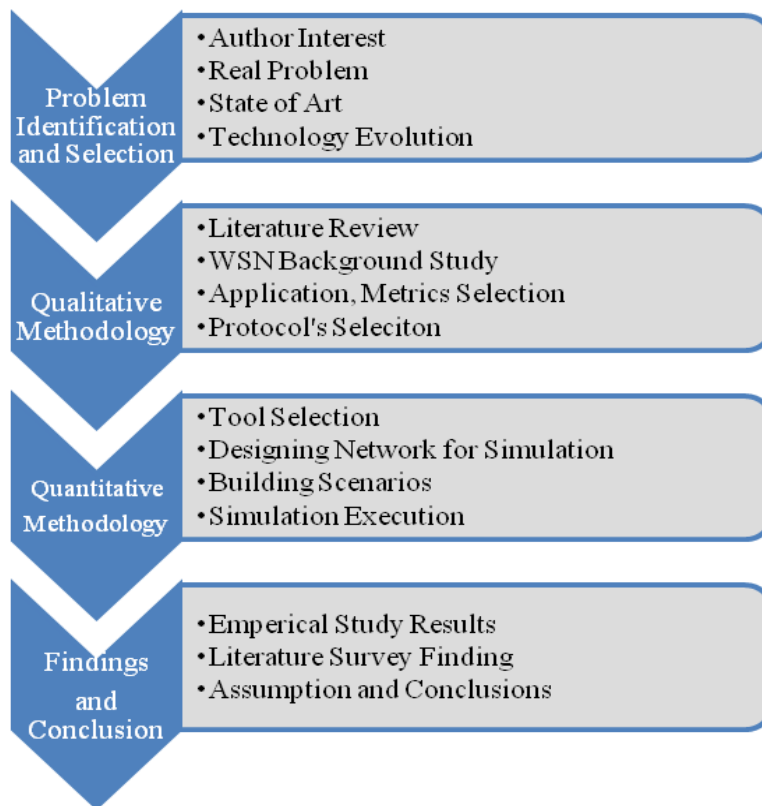 Problem
Identification
and Selection
•Author Interest
•Real Problem
•State of Art
•Technology Evolution
Qualitative
Methodology
•Literature Review
•WSN Background Study
•Application, Metrics Selection
•Protocol's Seleciton
Quantitative
Methodology
•Tool Selection
•Designing Network for Simulation
•Building Scenarios
•Simulation Execution
Findings
and
Conclusion
•Emperical Study Results
•Literature Survey Finding
•Assumption and Conclusions